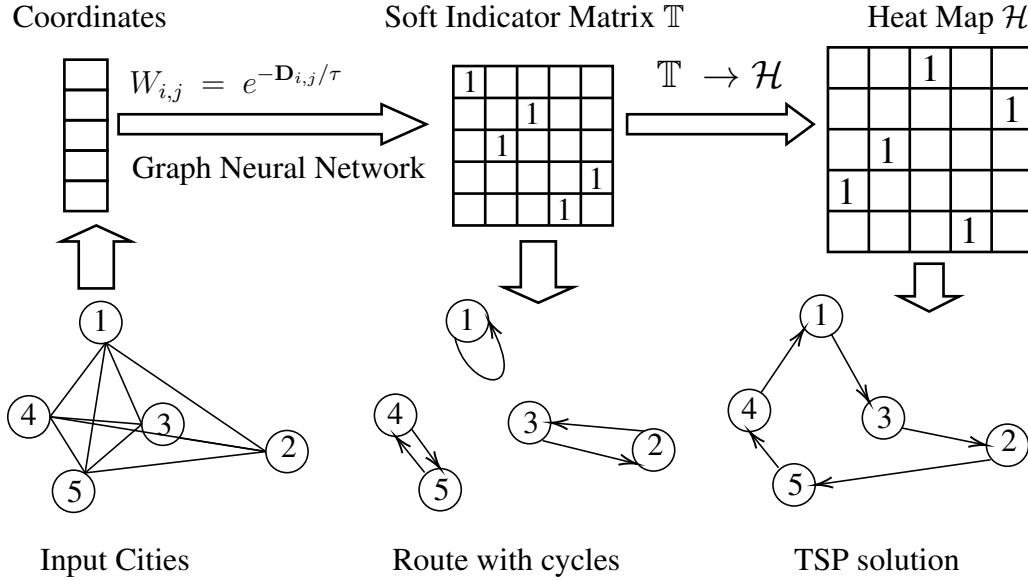 Coordinates
Soft Indicator Matrix 𝕋
Heat Map ℋ
W_{i,j} = e^{-𝐃_{i,j}/τ}
Graph Neural Network
𝕋 → ℋ
1
1
1
1
1
1
1
1
1
1
1
4
3
2
5
1
4
3
2
5
1
4
3
2
5
Input Cities
Route with cycles
TSP solution